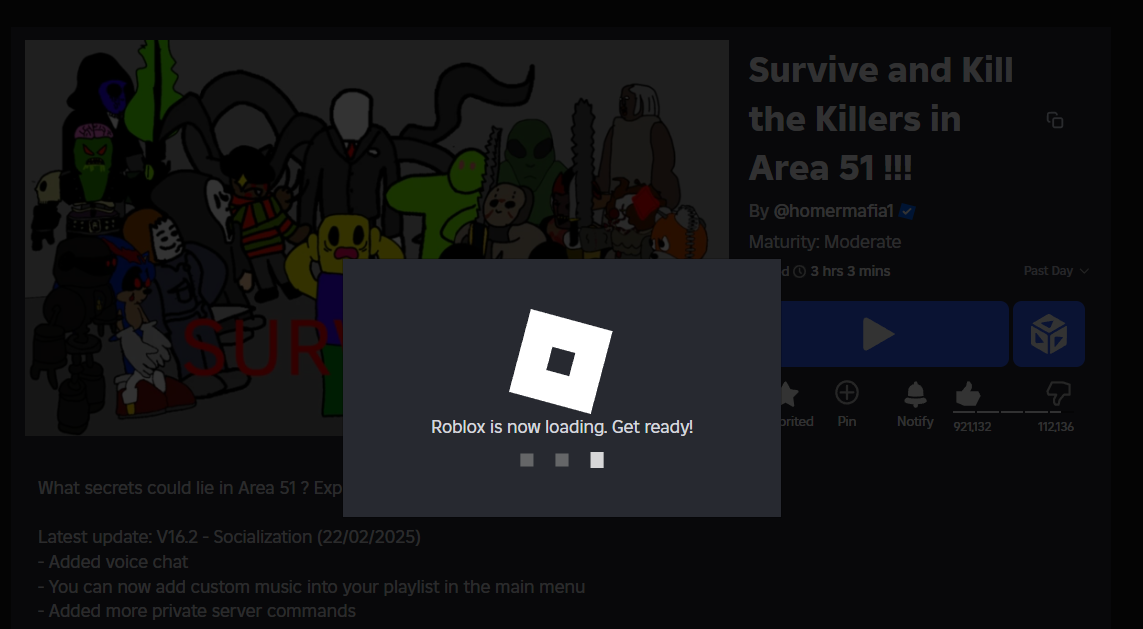 Survive and Kill
the Killers in
Area 51 !!!
By @homermafia1
Maturity: Moderate
d 3 hrs 3 mins
Past Day
SURV
Roblox is now loading. Get ready!
orited
Pin
Notify
921,132
112,136
What secrets could lie in Area 51 ? Exp
Latest update: V16.2 - Socialization (22/02/2025)
- Added voice chat
- You can now add custom music into your playlist in the main menu
- Added more private server commands